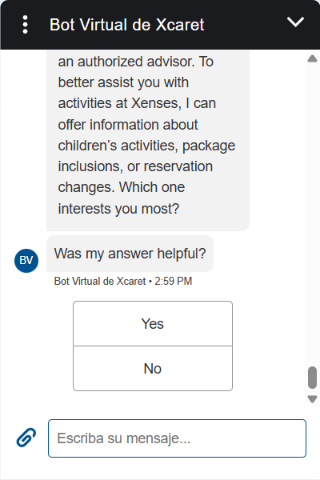 Bot Virtual de Xcaret
an authorized advisor. To
better assist you with
activities at Xenses, I can
offer information about
children's activities, package
inclusions, or reservation
changes. Which one
interests you most?
Was my answer helpful?
BV
Bot Virtual de Xcaret • 2:59 PM
Yes
No
Escriba su mensaje...